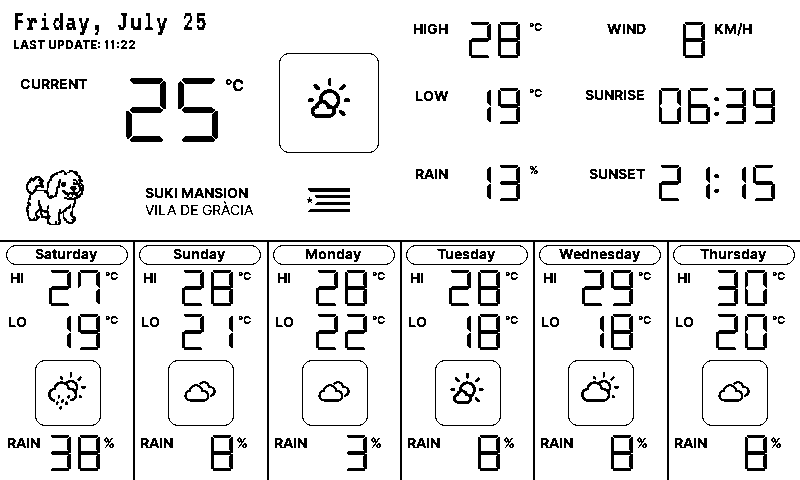 Friday, July 25
LAST UPDATE: 11:22
CURRENT 25 °C
SUKI MANSION
VILA DE GRÀCIA
HIGH 28 °C
LOW 19 °C
RAIN 13 %
WIND 8 KM/H
SUNRISE 06:39
SUNSET 21:15
Saturday
HI 27 °C
LO 19 °C
RAIN 38 %
Sunday
HI 28 °C
LO 21 °C
RAIN 8 %
Monday
HI 28 °C
LO 22 °C
RAIN 3 %
Tuesday
HI 28 °C
LO 18 °C
RAIN 8 %
Wednesday
HI 29 °C
LO 18 °C
RAIN 8 %
Thursday
HI 30 °C
LO 20 °C
RAIN 8 %